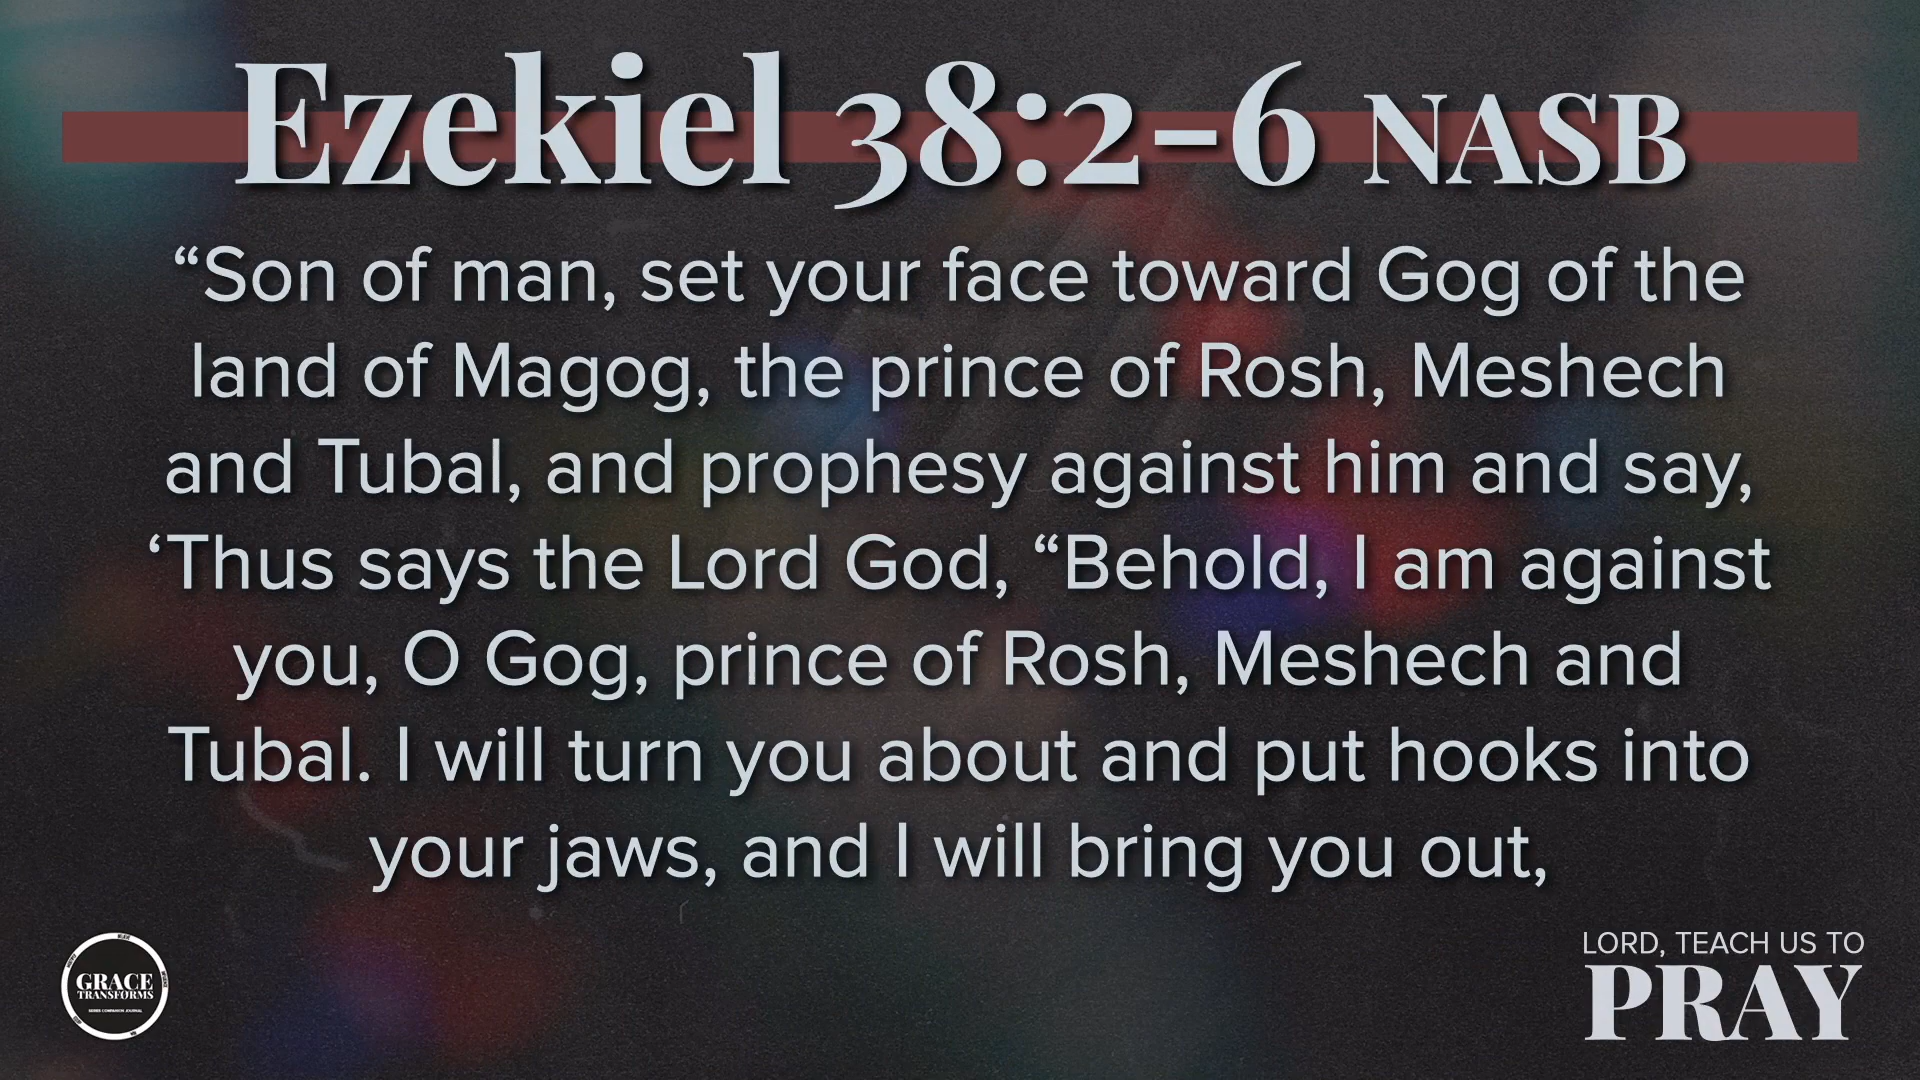 Ezekiel 38:2-6 NASB
“Son of man, set your face toward Gog of the
land of Magog, the prince of Rosh, Meshech
and Tubal, and prophesy against him and say,
‘Thus says the Lord God, “Behold, I am against
you, O Gog, prince of Rosh, Meshech and
Tubal. I will turn you about and put hooks into
your jaws, and I will bring you out,
GRACE
TRANSFORMS
SERIES COMPANION JOURNAL
LORD, TEACH US TO
PRAY